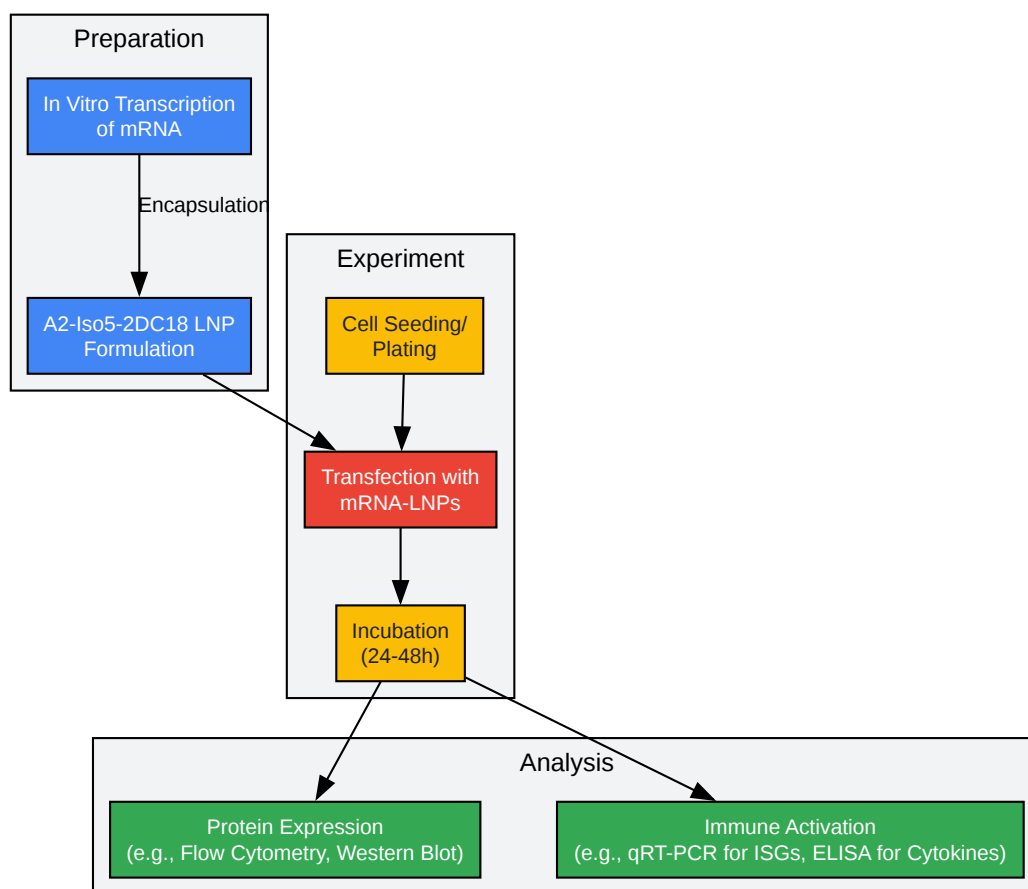 Preparation
In Vitro Transcription
of mRNA
Encapsulation
A2-Iso5-2DC18 LNP
Formulation
Experiment
Cell Seeding/
Plating
Transfection with
mRNA-LNPs
Incubation
(24-48h)
Analysis
Protein Expression
(e.g., Flow Cytometry, Western Blot)
Immune Activation
(e.g., qRT-PCR for ISGs, ELISA for Cytokines)